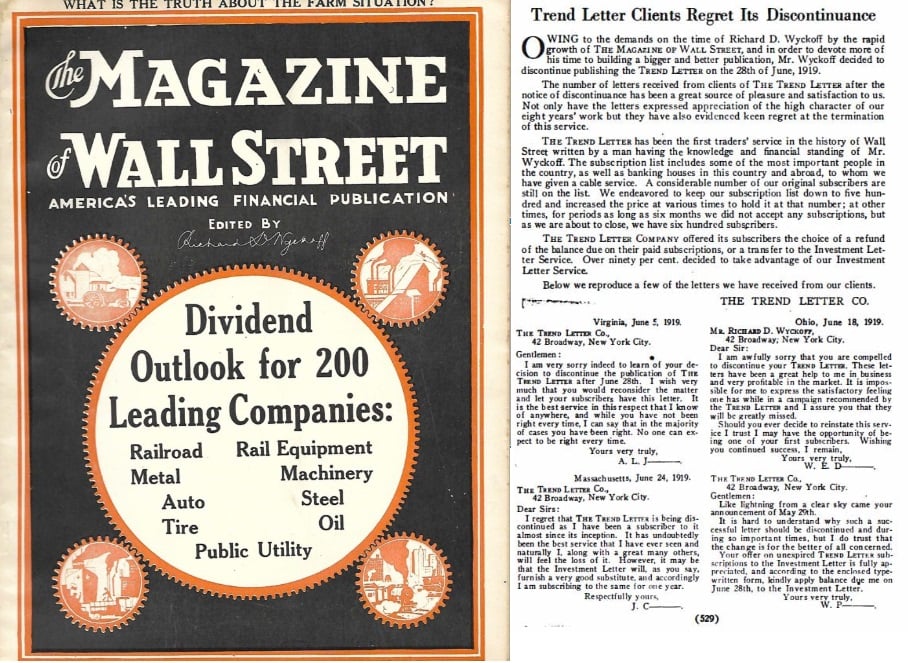 WHAT IS THE TRUTH ABOUT THE FARM SITUATION?
The MAGAZINE
of WALL STREET
AMERICA'S LEADING FINANCIAL PUBLICATION
EDITED BY
Richard D. Wyckoff
Dividend
Outlook for 200
Leading Companies:
Railroad Rail Equipment
Metal Machinery
Auto Steel
Tire Oil
Public Utility
Trend Letter Clients Regret Its Discontinuance
OWING to the demands on the time of Richard D. Wyckoff by the rapid
growth of THE MAGAZINE OF WALL STREET, and in order to devote more of
his time to building a bigger and better publication, Mr. Wyckoff decided to
discontinue publishing the TREND LETTER on the 28th of June, 1919.
The number of letters received from clients of THE TREND LETTER after the
notice of discontinuance has been a great source of pleasure and satisfaction to us.
Not only have the letters expressed appreciation of the high character of our
eight years' work but they have also evidenced keen regret at the termination
of this service.
THE TREND LETTER has been the first traders' service in the history of Wall
Street written by a man having the knowledge and financial standing of Mr.
Wyckoff. The subscription list includes some of the most important people in
the country, as well as banking houses in this country and abroad, to whom we
have given a cable service. A considerable number of our original subscribers are
still on the list. We endeavored to keep our subscription list down to five hun-
dred and increased the price at various times to hold it at that number; at other
times, for periods as long as six months we did not accept any subscriptions, but
as we are about to close, we have six hundred subscribers.
THE TREND LETTER COMPANY offered its subscribers the choice of a refund
of the balance due on their paid subscriptions, or a transfer to the Investment Let-
ter Service. Over ninety per cent. decided to take advantage of our Investment
Letter Service.
Below we reproduce a few of the letters we have received from our clients.
THE TREND LETTER CO.
Virginia, June 5, 1919.
THE TREND LETTER CO.,
42 Broadway, New York City.
Gentlemen:
I am very sorry indeed to learn of your de-
cision to discontinue the publication of THE
TREND LETTER after June 28th. I wish very
much that you would reconsider the matter
and let your subscribers have this letter. It
is the best service in this respect that I know
of anywhere, and while you have not been
right every time, I can say that in the majority
of cases you have been right. No one can ex-
pect to be right every time.
Yours very truly,
A. L. J——.
Massachusetts, June 24, 1919.
THE TREND LETTER CO.,
42 Broadway, New York City.
Dear Sirs:
I regret that THE TREND LETTER is being dis-
continued as I have been a subscriber to it
almost since its inception. It has undoubtedly
been the best service that I have ever seen and
naturally I, along with a great many others,
will feel the loss of it. However, it may be
that the Investment Letter will, as you say,
furnish a very good substitute, and accordingly
I am subscribing to the same for one year.
Respectfully yours,
J. C——.
Ohio, June 18, 1919.
MR. RICHARD D. WYCKOFF,
42 Broadway, New York City.
Dear Sir:
I am awfully sorry that you are compelled
to discontinue your TREND LETTER. These let-
ters have been a great help to me in business
and very profitable in the market. It is impos-
sible for me to express the satisfactory feeling
one has while in a campaign recommended by
the TREND LETTER and I assure you that they
will be greatly missed.
Should you ever decide to reinstate this serv-
ice I trust I may have the opportunity of be-
ing one of your first subscribers. Wishing
you continued success, I remain,
Yours very truly,
W. E. D——.
THE TREND LETTER CO.,
42 Broadway, New York City.
Gentlemen:
Like lightning from a clear sky came your
announcement of May 29th.
It is hard to understand why such a suc-
cessful letter should be discontinued and dur-
ing so important times, but I do trust that
the change is for the better of all concerned.
Your offer on unexpired TREND LETTER sub-
scriptions to the Investment Letter is fully ap-
preciated, and according to the enclosed type-
written form, kindly apply balance due me on
June 28th, to the Investment Letter.
Yours very truly,
W. P——.
(529)